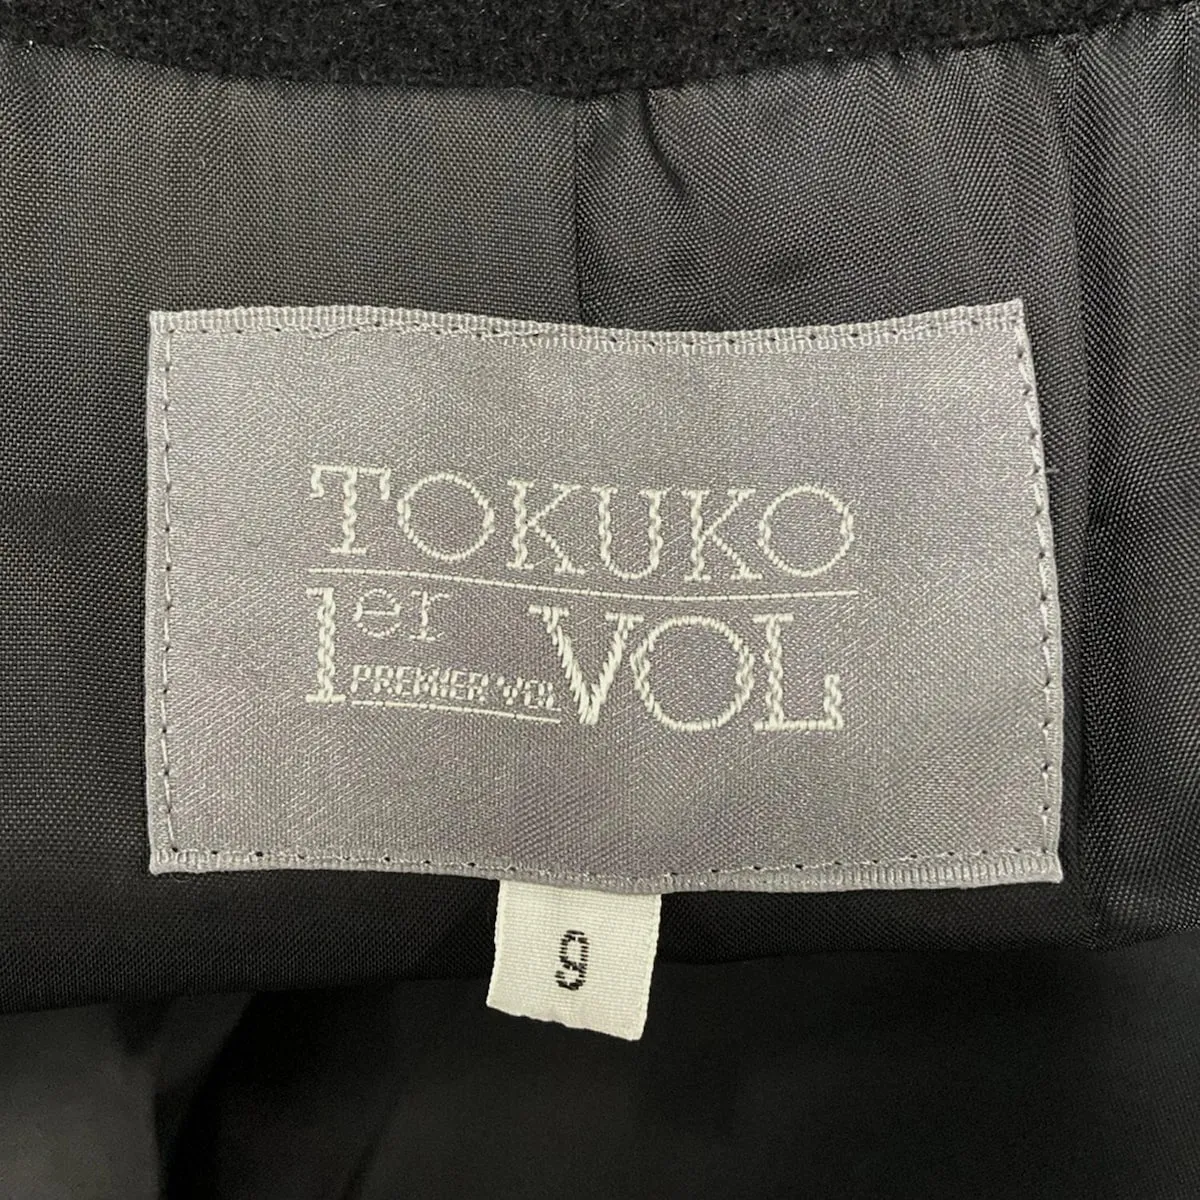 TOKUKO
1er VOL
PREMIER VOL
9